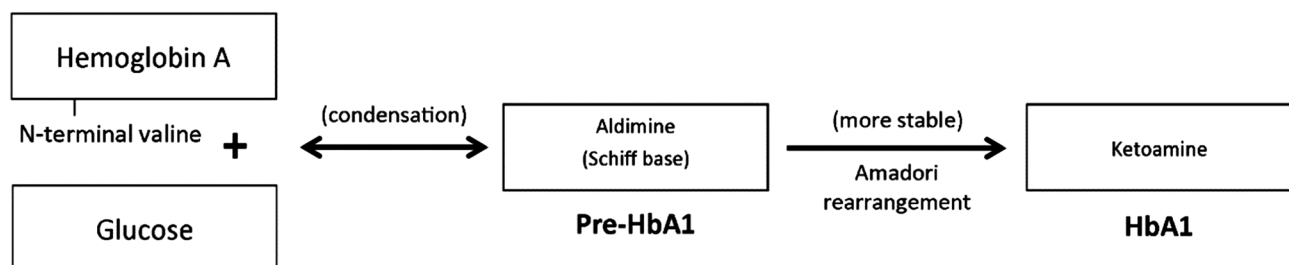 Hemoglobin A
N-terminal valine
+
Glucose
(condensation)
Aldimine
(Schiff base)
Pre-HbA1
(more stable)
Amadori
rearrangement
Ketoamine
HbA1